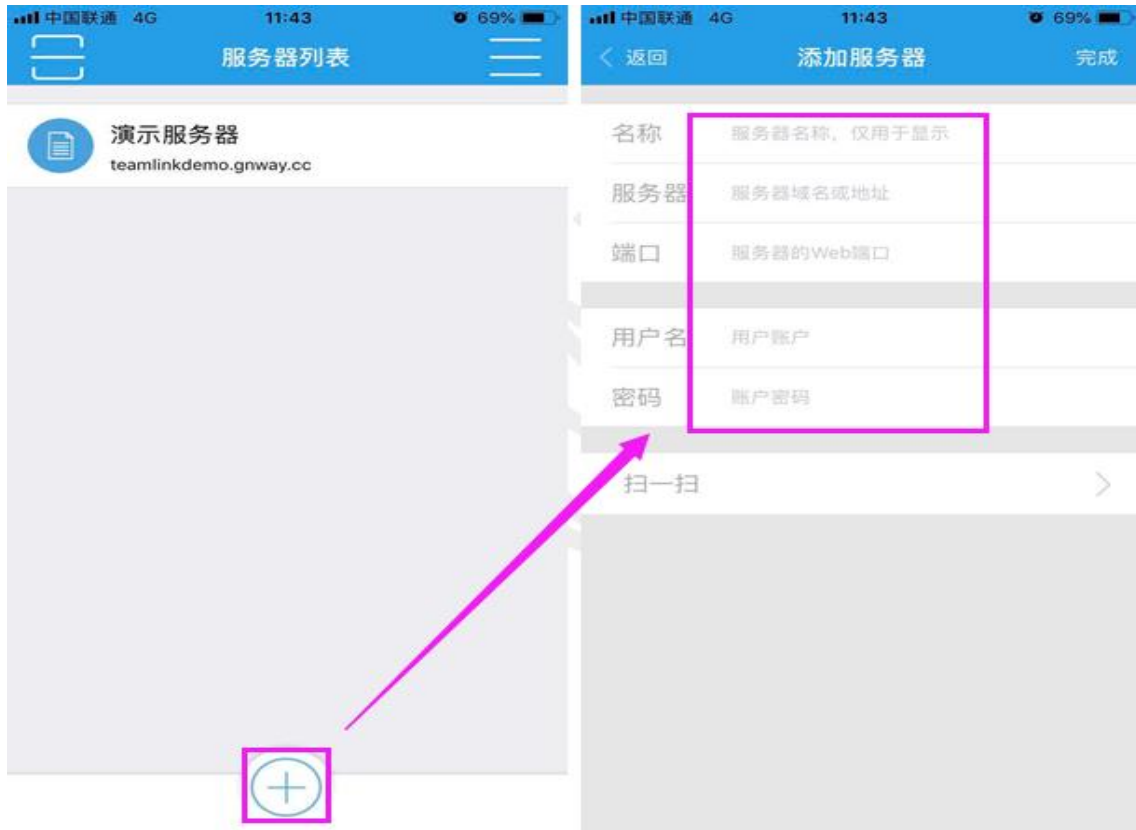 中国联通 4G 11:43 69%
服务器列表
演示服务器
teamlinkdemo.gnway.cc
中国联通 4G 11:43 69%
返回 添加服务器 完成
名称 服务器名称，仅用于显示
服务器 服务器域名或地址
端口 服务器的Web端口
用户名 用户账户
密码 账户密码
扫一扫